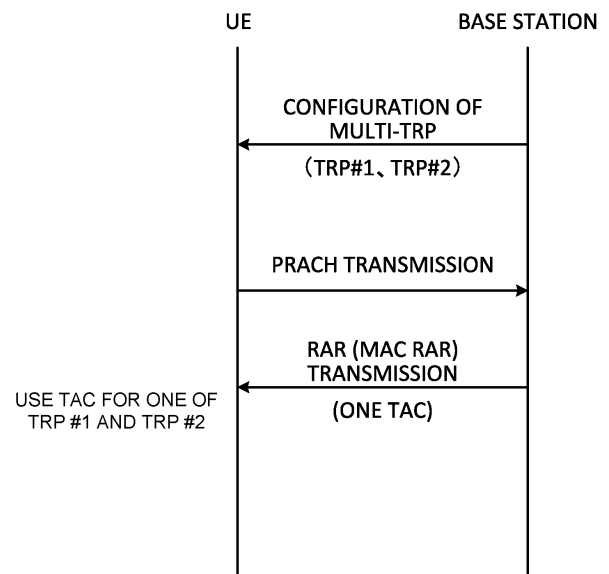 UE
BASE STATION
CONFIGURATION OF
MULTI-TRP
（TRP#1、TRP#2）
PRACH TRANSMISSION
RAR (MAC RAR)
TRANSMISSION
(ONE TAC)
USE TAC FOR ONE OF
TRP #1 AND TRP #2